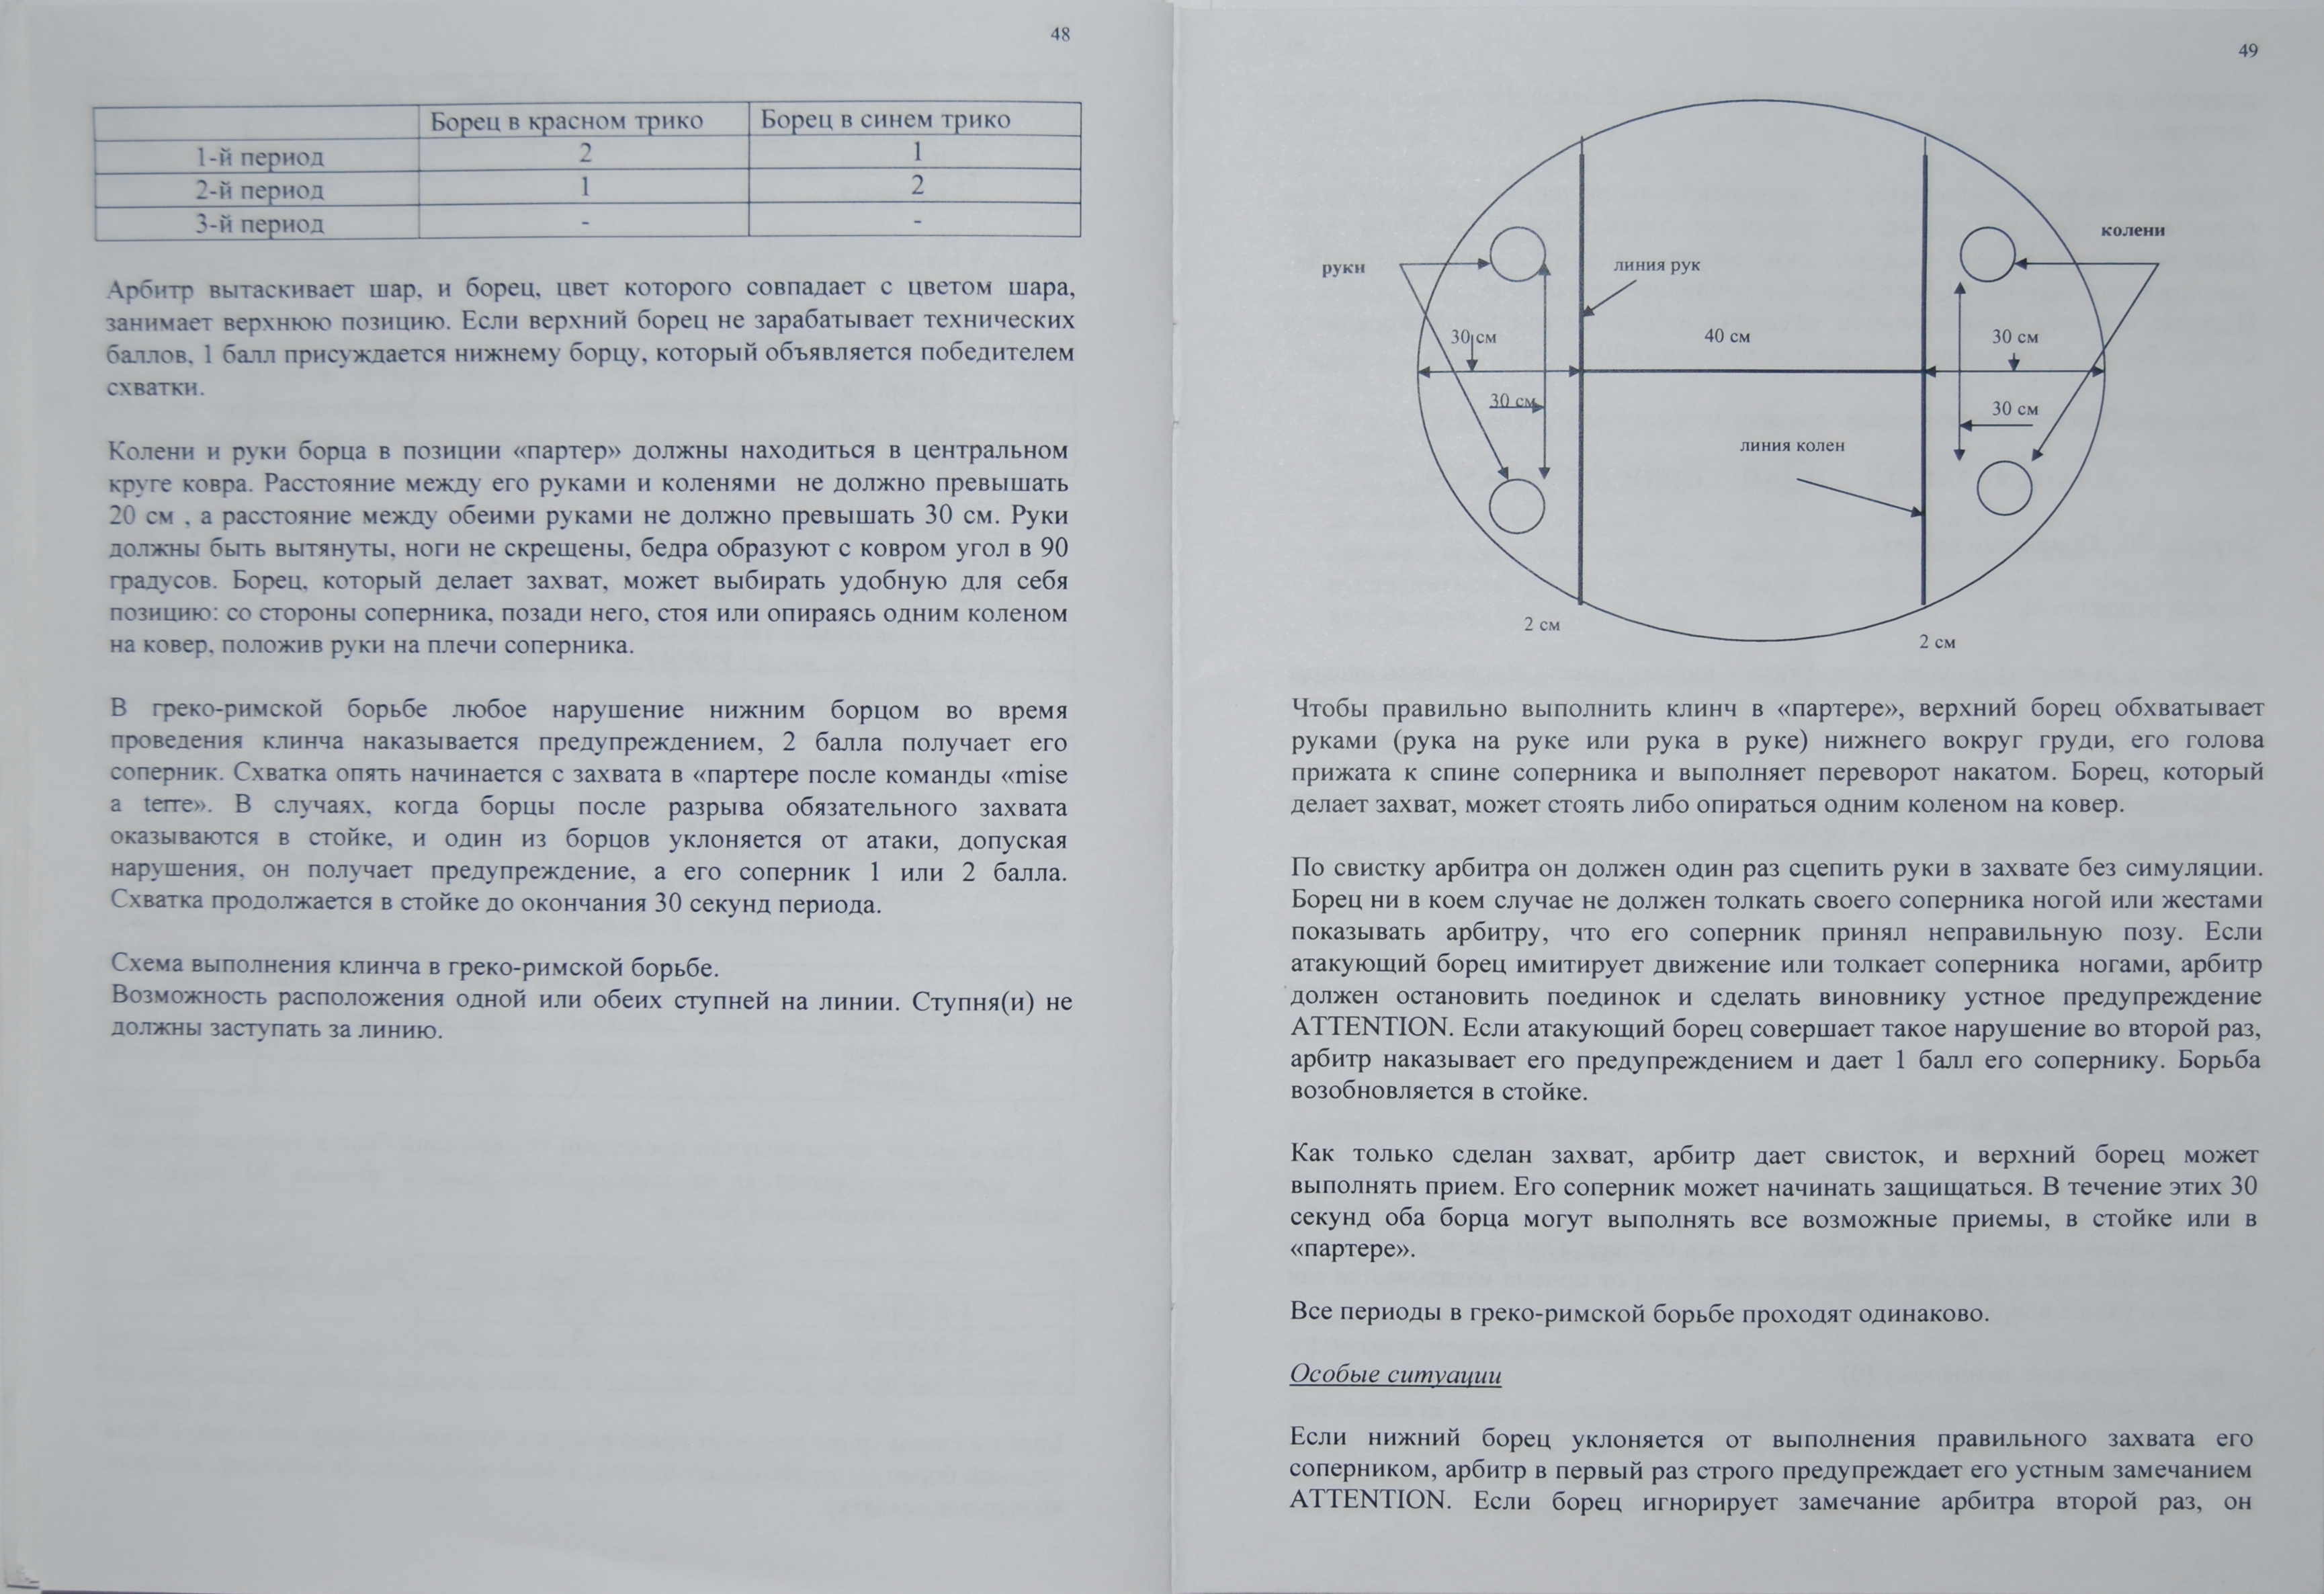 48
Борец в красном трико Борец в синем трико
1-й период 2 1
2-й период 1 2
3-й период - -
Арбитр вытаскивает шар, и борец, цвет которого совпадает с цветом шара,
занимает верхнюю позицию. Если верхний борец не зарабатывает технических
баллов, 1 балл присуждается нижнему борцу, который объявляется победителем
схватки.
Колени и руки борца в позиции «партер» должны находиться в центральном
круге ковра. Расстояние между его руками и коленями не должно превышать
20 см , а расстояние между обеими руками не должно превышать 30 см. Руки
должны быть вытянуты, ноги не скрещены, бедра образуют с ковром угол в 90
градусов. Борец, который делает захват, может выбирать удобную для себя
позицию: со стороны соперника, позади него, стоя или опираясь одним коленом
на ковер, положив руки на плечи соперника.
В греко-римской борьбе любое нарушение нижним борцом во время
проведения клинча наказывается предупреждением, 2 балла получает его
соперник. Схватка опять начинается с захвата в «партере после команды «mise
a terre». В случаях, когда борцы после разрыва обязательного захвата
оказываются в стойке, и один из борцов уклоняется от атаки, допуская
нарушения, он получает предупреждение, а его соперник 1 или 2 балла.
Схватка продолжается в стойке до окончания 30 секунд периода.
Схема выполнения клинча в греко-римской борьбе.
Возможность расположения одной или обеих ступней на линии. Ступня(и) не
должны заступать за линию.
49
колени
руки
линия рук
30 см
40 см
30 см
30 см
30 см
линия колен
2 см
2 см
Чтобы правильно выполнить клинч в «партере», верхний борец обхватывает
руками (рука на руке или рука в руке) нижнего вокруг груди, его голова
прижата к спине соперника и выполняет переворот накатом. Борец, который
делает захват, может стоять либо опираться одним коленом на ковер.
По свистку арбитра он должен один раз сцепить руки в захвате без симуляции.
Борец ни в коем случае не должен толкать своего соперника ногой или жестами
показывать арбитру, что его соперник принял неправильную позу. Если
атакующий борец имитирует движение или толкает соперника ногами, арбитр
должен остановить поединок и сделать виновнику устное предупреждение
ATTENTION. Если атакующий борец совершает такое нарушение во второй раз,
арбитр наказывает его предупреждением и дает 1 балл его сопернику. Борьба
возобновляется в стойке.
Как только сделан захват, арбитр дает свисток, и верхний борец может
выполнять прием. Его соперник может начинать защищаться. В течение этих 30
секунд оба борца могут выполнять все возможные приемы, в стойке или в
«партере».
Все периоды в греко-римской борьбе проходят одинаково.
Особые ситуации
Если нижний борец уклоняется от выполнения правильного захвата его
соперником, арбитр в первый раз строго предупреждает его устным замечанием
ATTENTION. Если борец игнорирует замечание арбитра второй раз, он